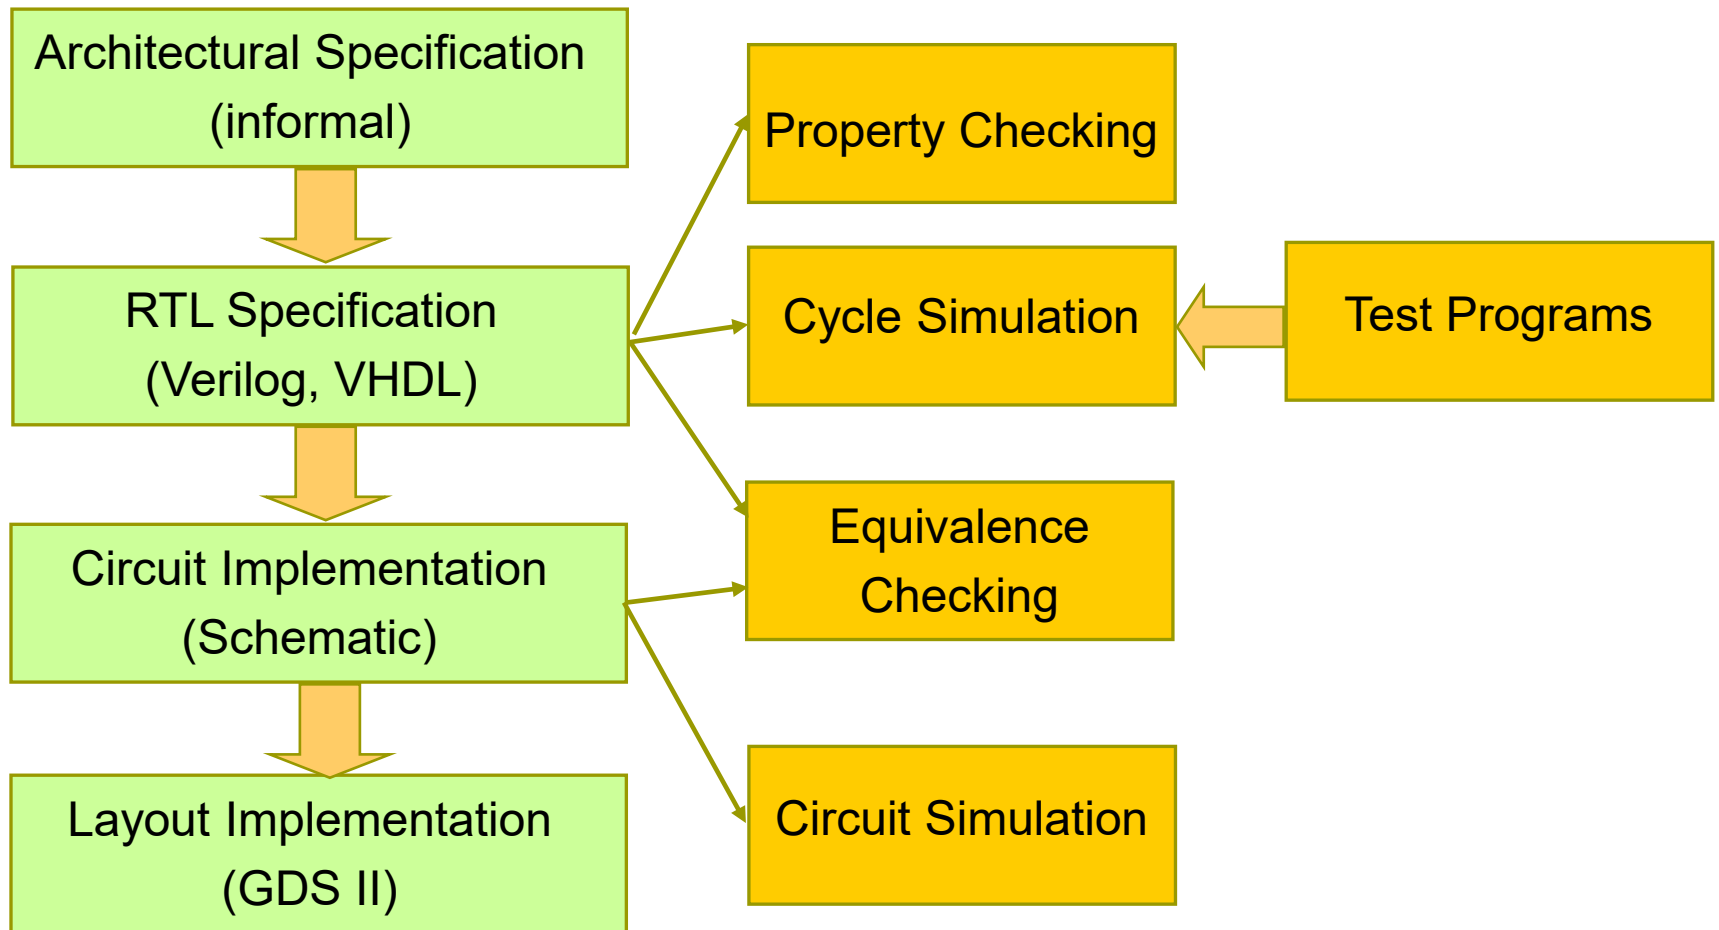 Architectural Specification
(informal)
Property Checking
RTL Specification
(Verilog, VHDL)
Cycle Simulation
Test Programs
Circuit Implementation
(Schematic)
Equivalence
Checking
Layout Implementation
(GDS II)
Circuit Simulation